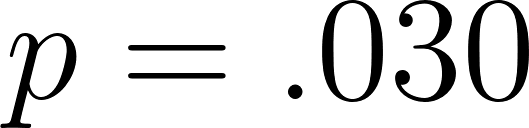 p = .030